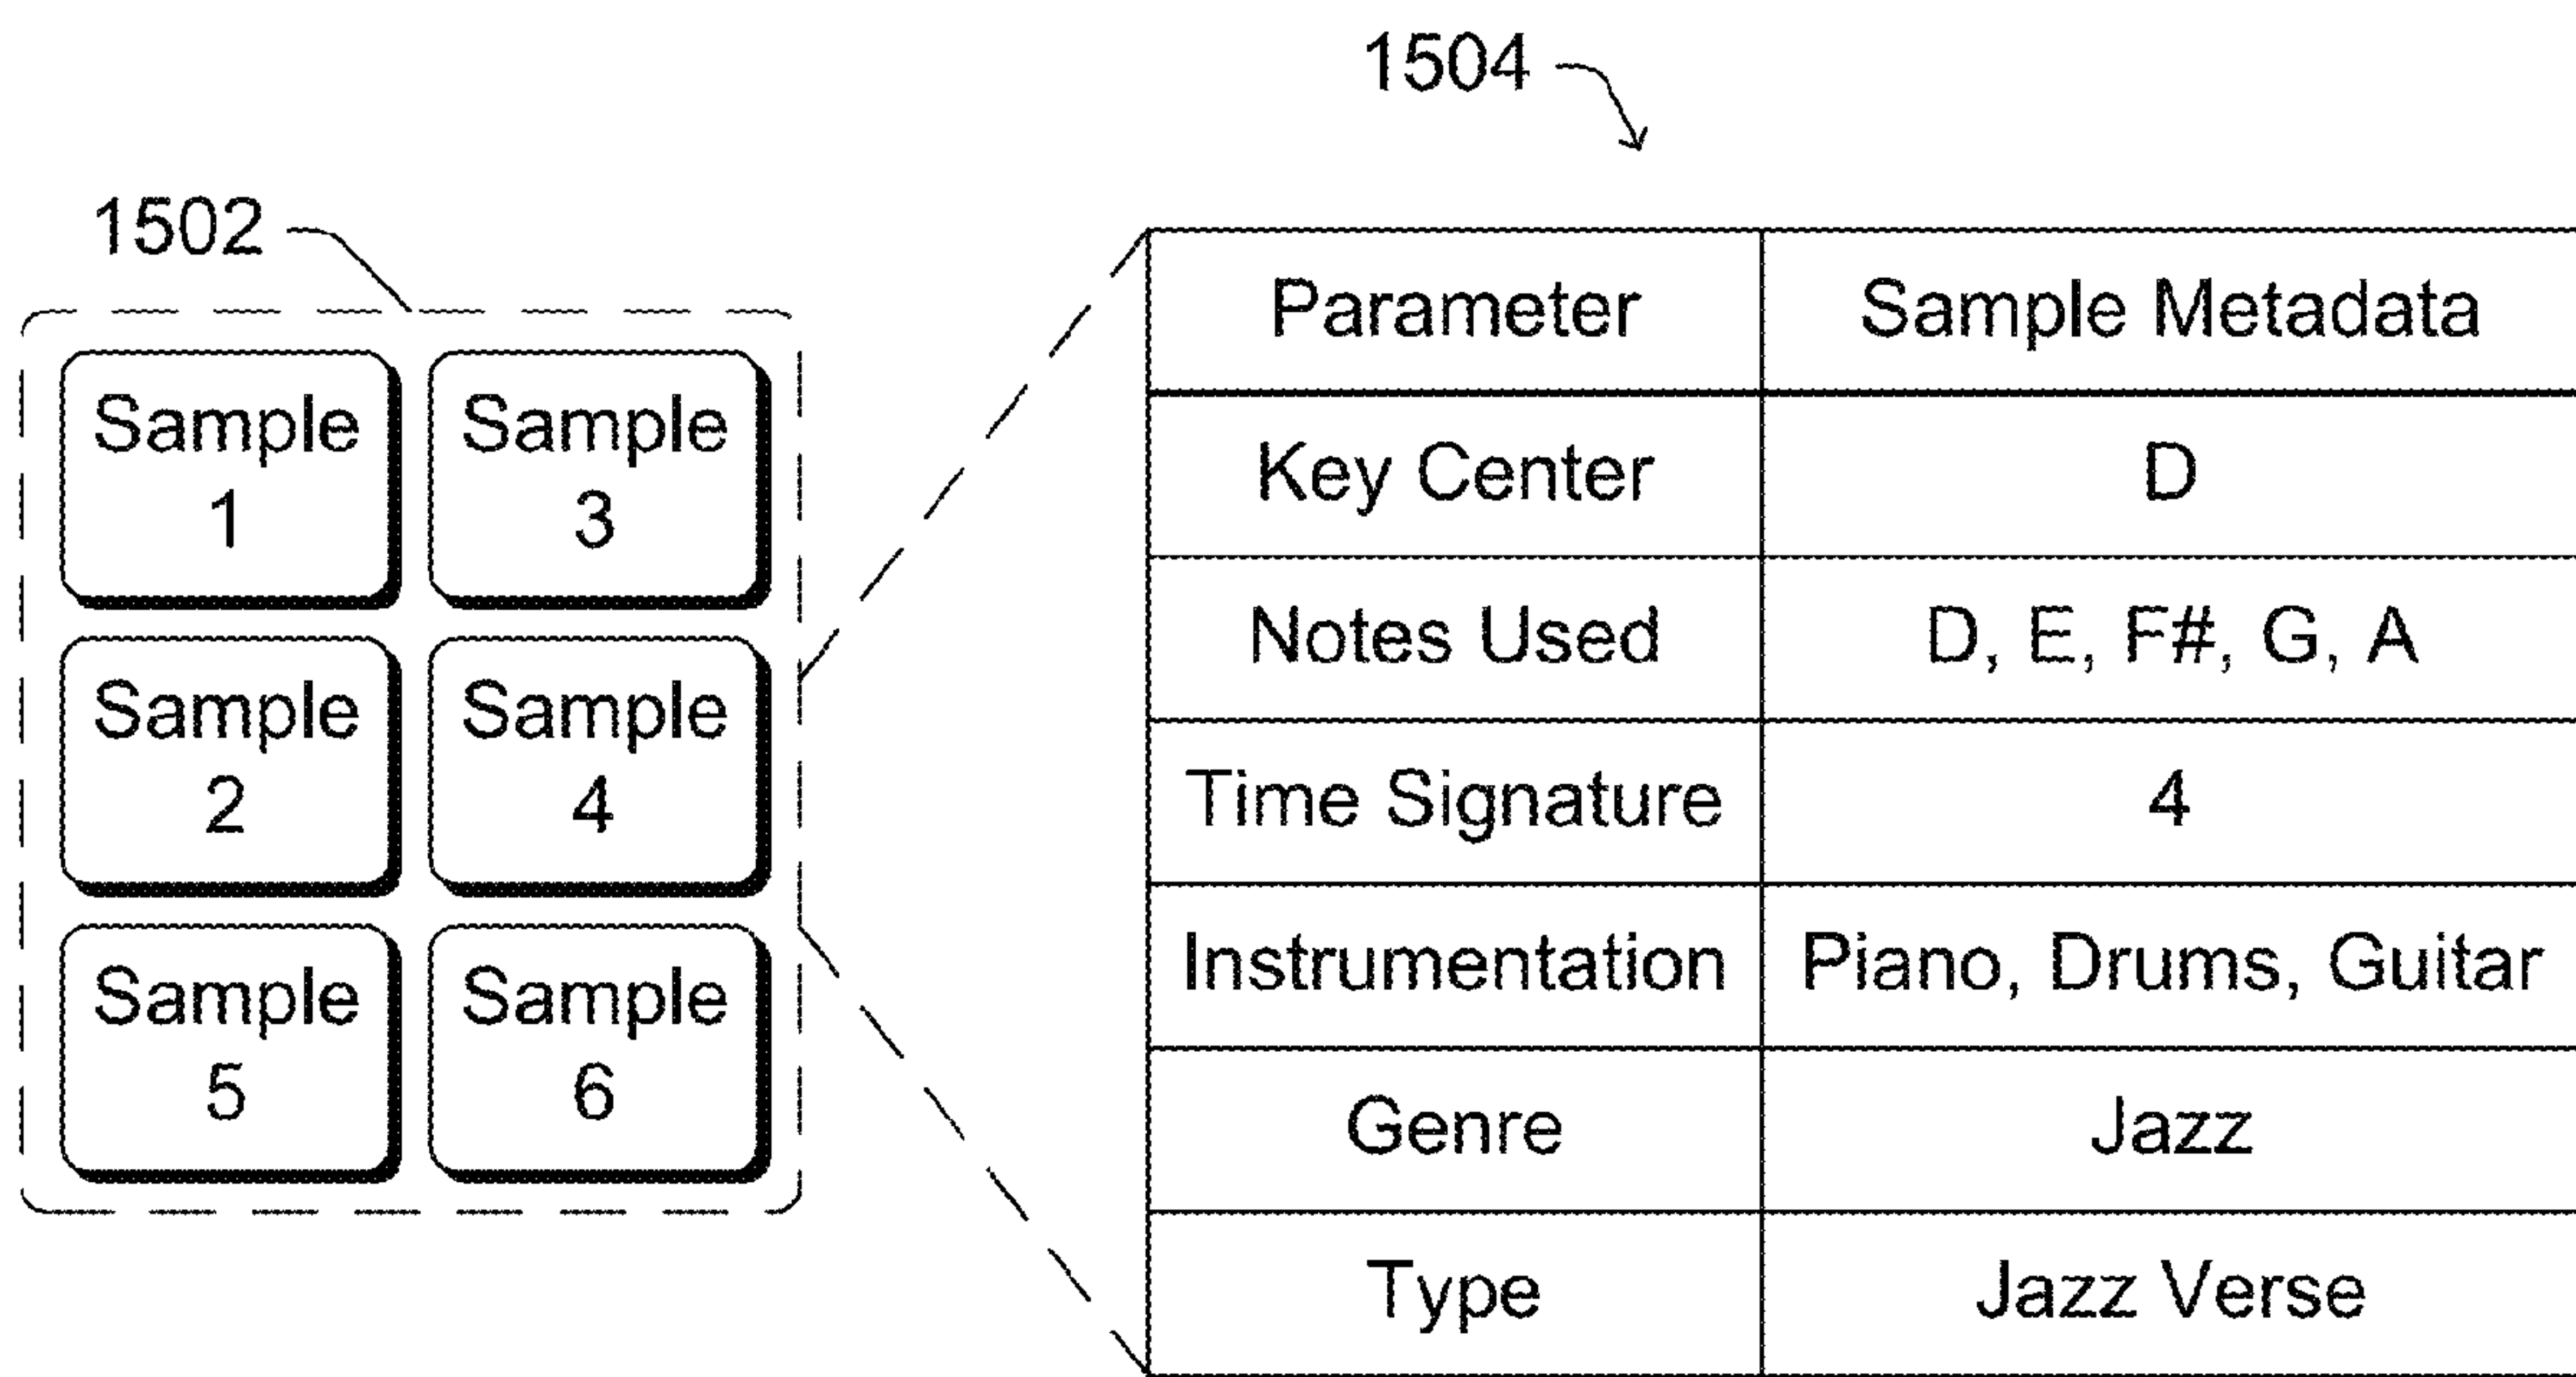 1504
1502
Sample 1
Sample 3
Sample 2
Sample 4
Sample 5
Sample 6
Parameter Sample Metadata
Key Center D
Notes Used D, E, F#, G, A
Time Signature 4
Instrumentation Piano, Drums, Guitar
Genre Jazz
Type Jazz Verse